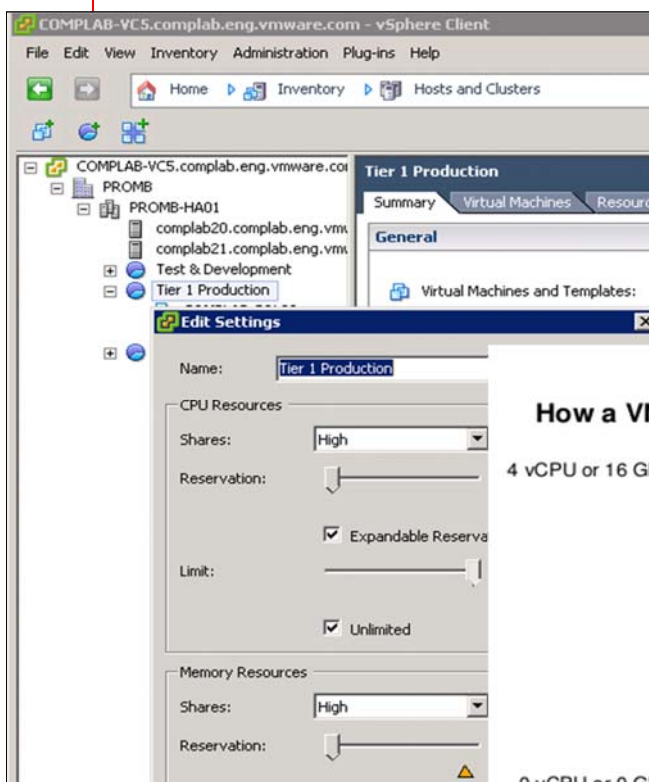 COMPLAB-VC5.complab.eng.vmware.com - vSphere Client
File Edit View Inventory Administration Plug-ins Help
Home Inventory Hosts and Clusters
COMPLAB-VC5.complab.eng.vmware.co
PROMB
PROMB-HA01
complab20.complab.eng.vm
complab21.complab.eng.vm
Test & Development
Tier 1 Production
Tier 1 Production
Summary Virtual Machines Resour
General
Virtual Machines and Templates:
Edit Settings
Name: Tier 1 Production
CPU Resources
Shares: High
Reservation:
Expandable Reserva
Limit:
Unlimited
Memory Resources
Shares: High
Reservation:
How a V
4 vCPU or 16 G